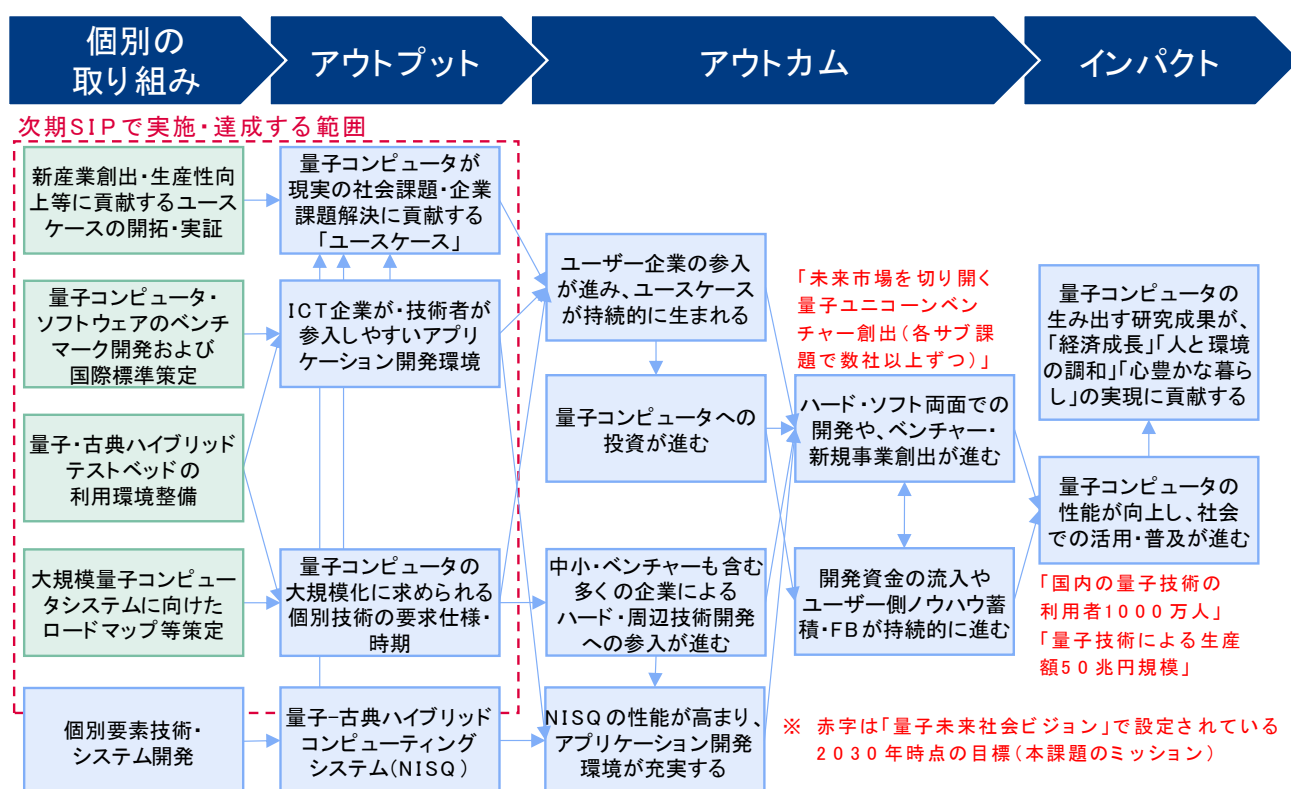 個別の
取り組み
アウトプット
アウトカム
インパクト
次期SIPで実施・達成する範囲
新産業創出・生産性向
上等に貢献するユース
ケースの開拓・実証
量子コンピュータ・
ソフトウェアのベンチ
マーク開発および
国際標準策定
量子・古典ハイブリッド
テストベッドの
利用環境整備
大規模量子コンピュー
タシステムに向けた
ロードマップ等策定
個別要素技術・
システム開発
量子コンピュータが
現実の社会課題・企業
課題解決に貢献する
「ユースケース」
ICT企業が・技術者が
参入しやすいアプリ
ケーション開発環境
量子コンピュータの
大規模化に求められる
個別技術の要求仕様・
時期
量子-古典ハイブリッド
コンピューティング
システム(NISQ)
ユーザー企業の参入
が進み、ユースケース
が持続的に生まれる
量子コンピュータへの
投資が進む
中小・ベンチャーも含む
多くの企業による
ハード・周辺技術開発
への参入が進む
NISQの性能が高まり、
アプリケーション開発
環境が充実する
「未来市場を切り開く
量子ユニコーンベン
チャー創出(各サブ課
題で数社以上ずつ)」
ハード・ソフト両面での
開発や、ベンチャー・
新規事業創出が進む
開発資金の流入や
ユーザー側ノウハウ蓄
積・FBが持続的に進む
量子コンピュータの
生み出す研究成果が、
「経済成長」「人と環境
の調和」「心豊かな暮ら
し」の実現に貢献する
量子コンピュータの
性能が向上し、社会
での活用・普及が進む
「国内の量子技術の
利用者1000万人」
「量子技術による生産
額50兆円規模」
※ 赤字は「量子未来社会ビジョン」で設定されている
2030年時点の目標(本課題のミッション)